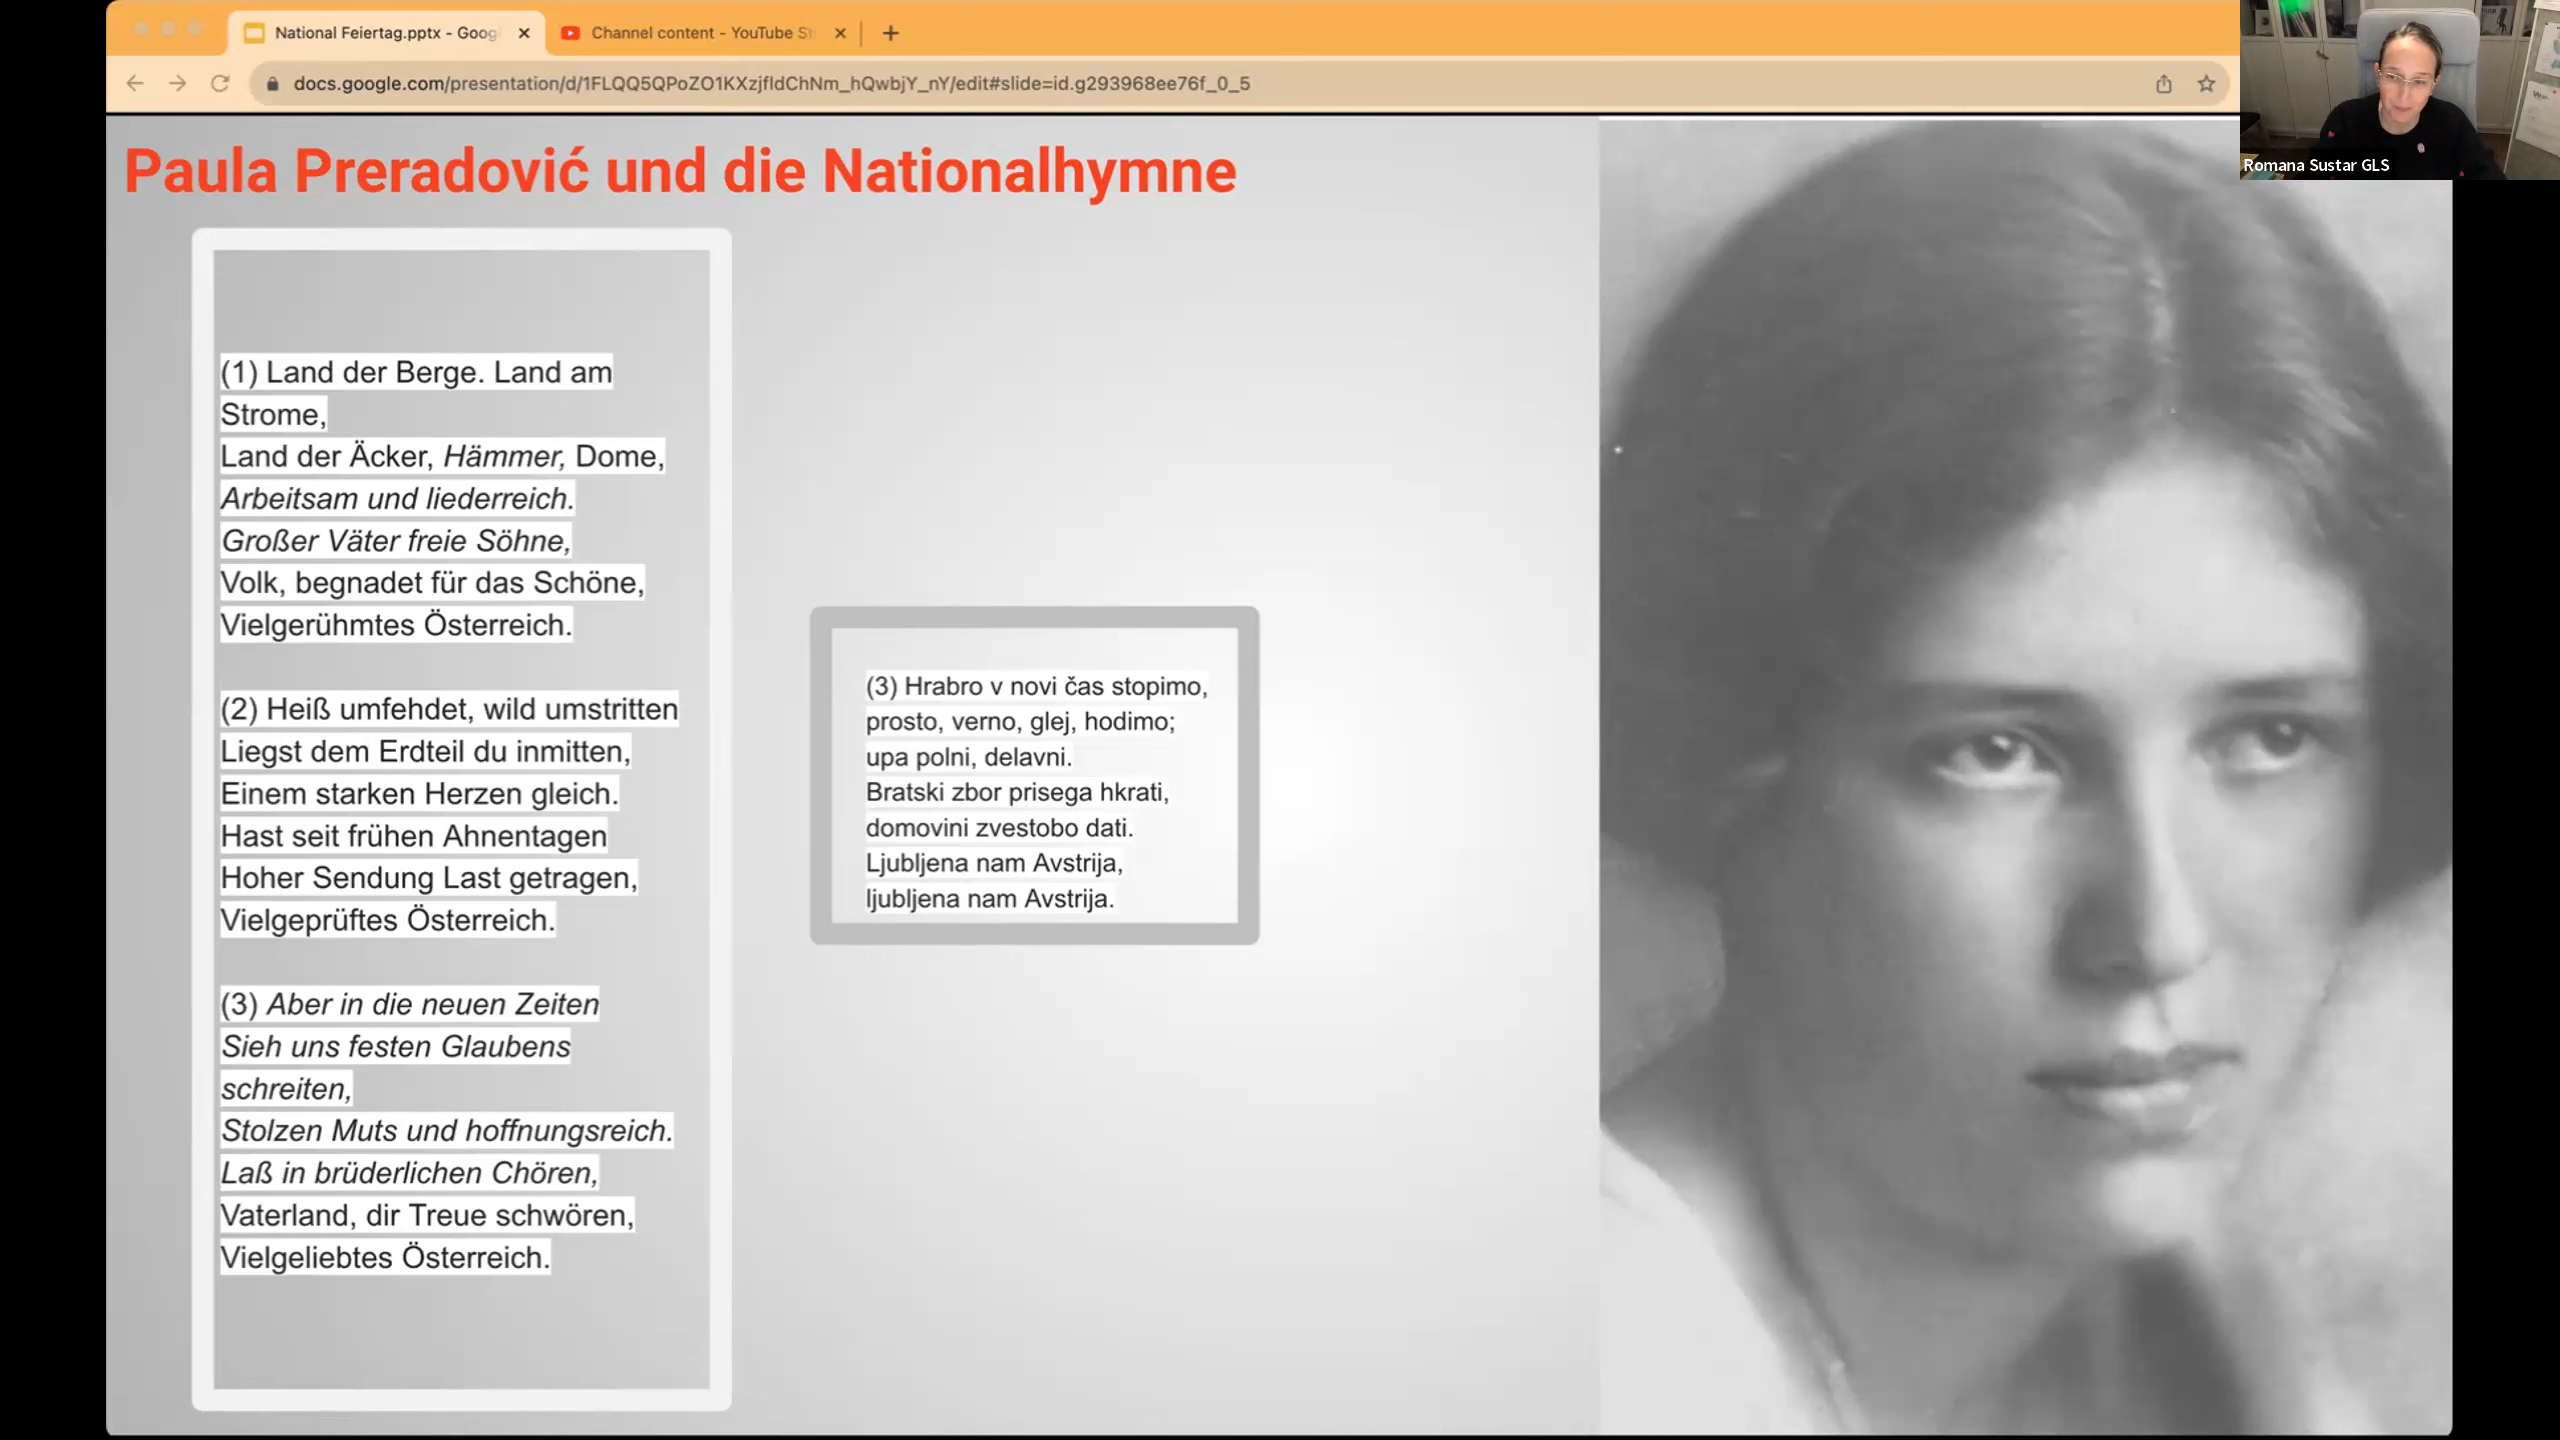 National Feiertag.pptx - Goog
Channel content - YouTube S
docs.google.com/presentation/d/1FLQQ5QPoZO1KXzjfldChNm_hQwbjY_nY/edit#slide=id.g293968ee76f_0_5
Romana Sustar GLS
Paula Preradović und die Nationalhymne
(1) Land der Berge. Land am
Strome,
Land der Äcker, Hämmer, Dome,
Arbeitsam und liederreich.
Großer Väter freie Söhne,
Volk, begnadet für das Schöne,
Vielgerühmtes Österreich.
(2) Heiß umfehdet, wild umstritten
Liegst dem Erdteil du inmitten,
Einem starken Herzen gleich.
Hast seit frühen Ahnentagen
Hoher Sendung Last getragen,
Vielgeprüftes Österreich.
(3) Aber in die neuen Zeiten
Sieh uns festen Glaubens
schreiten,
Stolzen Muts und hoffnungsreich.
Laß in brüderlichen Chören,
Vaterland, dir Treue schwören,
Vielgeliebtes Österreich.
(3) Hrabro v novi čas stopimo,
prosto, verno, glej, hodimo;
upa polni, delavni.
Bratski zbor prisega hkrati,
domovini zvestobo dati.
Ljubljena nam Avstrija,
ljubljena nam Avstrija.